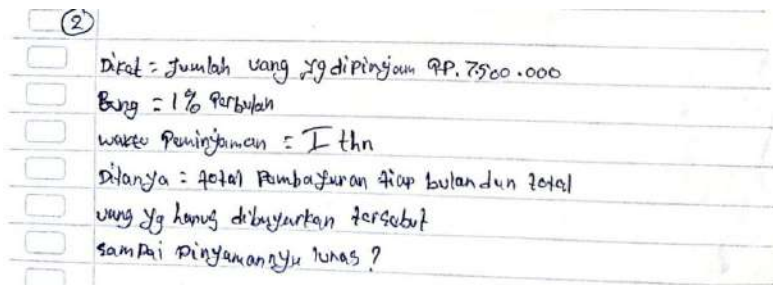 2
Diket = Jumlah uang yg dipinjam RP. 7.500.000
Bung = 1% Perbulan
waktu Peminjaman = I thn
Ditanya : total Pembayaran tiap bulan dan total
uang yg harus dibayarkan tersebut
sampai Pinjamannya lunas ?